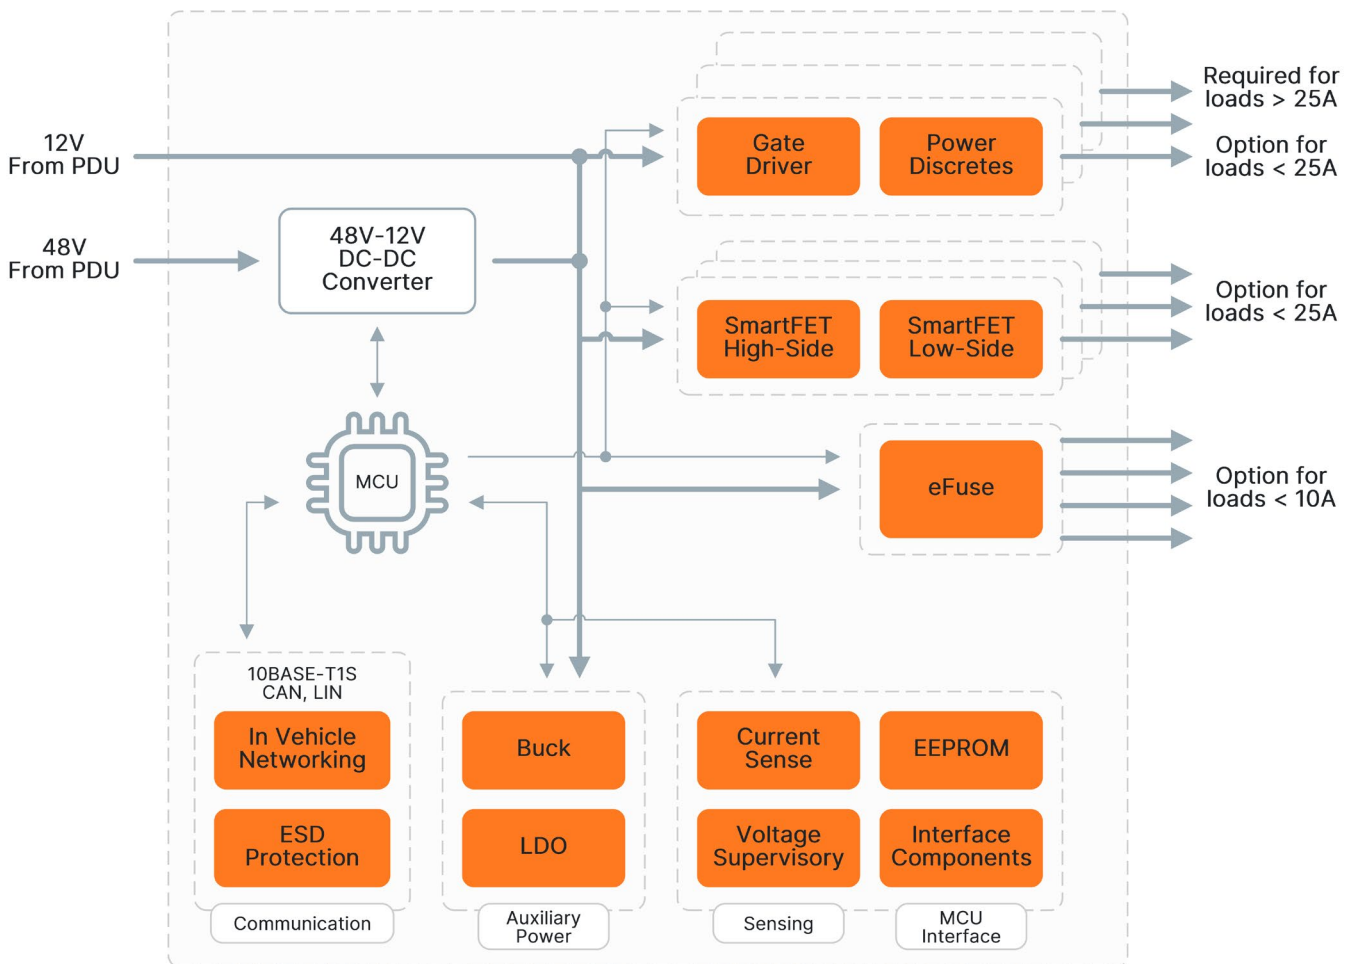 12V
From PDU
48V
From PDU
48V-12V
DC-DC
Converter
MCU
Gate
Driver
Power
Discretes
Required for
loads > 25A
Option for
loads < 25A
SmartFET
High-Side
SmartFET
Low-Side
Option for
loads < 25A
eFuse
Option for
loads < 10A
10BASE-T1S
CAN, LIN
In Vehicle
Networking
ESD
Protection
Communication
Buck
LDO
Auxiliary
Power
Current
Sense
EEPROM
Voltage
Supervisory
Interface
Components
Sensing
MCU
Interface